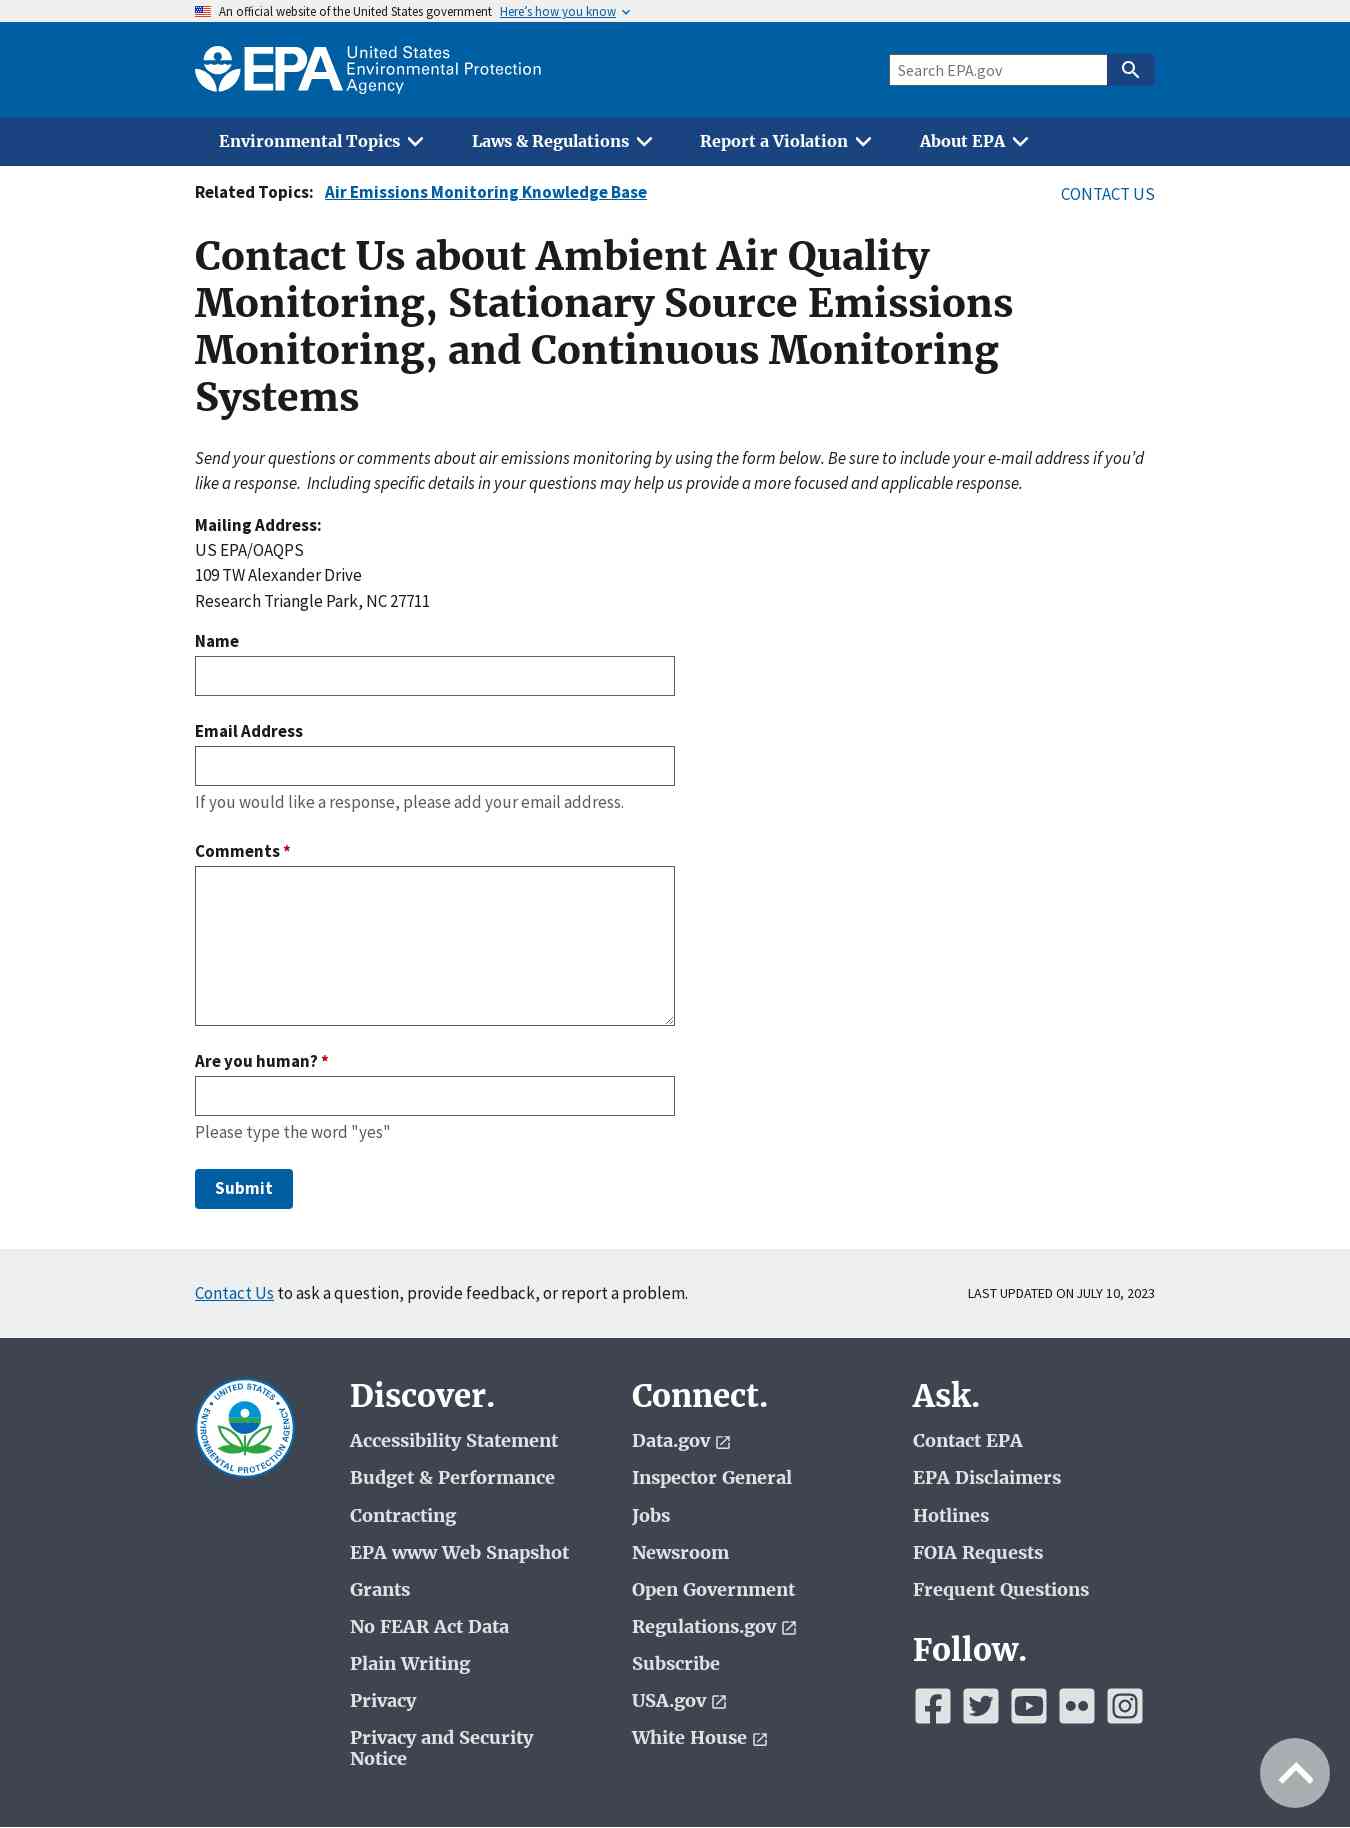 An official website of the United States government Here's how you know
EPA United States
Environmental Protection
Agency
Search EPA.gov
Environmental Topics Laws & Regulations Report a Violation About EPA
Related Topics: Air Emissions Monitoring Knowledge Base CONTACT US
Contact Us about Ambient Air Quality
Monitoring, Stationary Source Emissions
Monitoring, and Continuous Monitoring
Systems
Send your questions or comments about air emissions monitoring by using the form below. Be sure to include your e-mail address if you'd
like a response.  Including specific details in your questions may help us provide a more focused and applicable response.
Mailing Address:
US EPA/OAQPS
109 TW Alexander Drive
Research Triangle Park, NC 27711
Name
Email Address
If you would like a response, please add your email address.
Comments *
Are you human? *
Please type the word "yes"
Submit
Contact Us to ask a question, provide feedback, or report a problem. LAST UPDATED ON JULY 10, 2023
UNITED STATES ENVIRONMENTAL PROTECTION AGENCY
Discover.
Accessibility Statement
Budget & Performance
Contracting
EPA www Web Snapshot
Grants
No FEAR Act Data
Plain Writing
Privacy
Privacy and Security
Notice
Connect.
Data.gov
Inspector General
Jobs
Newsroom
Open Government
Regulations.gov
Subscribe
USA.gov
White House
Ask.
Contact EPA
EPA Disclaimers
Hotlines
FOIA Requests
Frequent Questions
Follow.